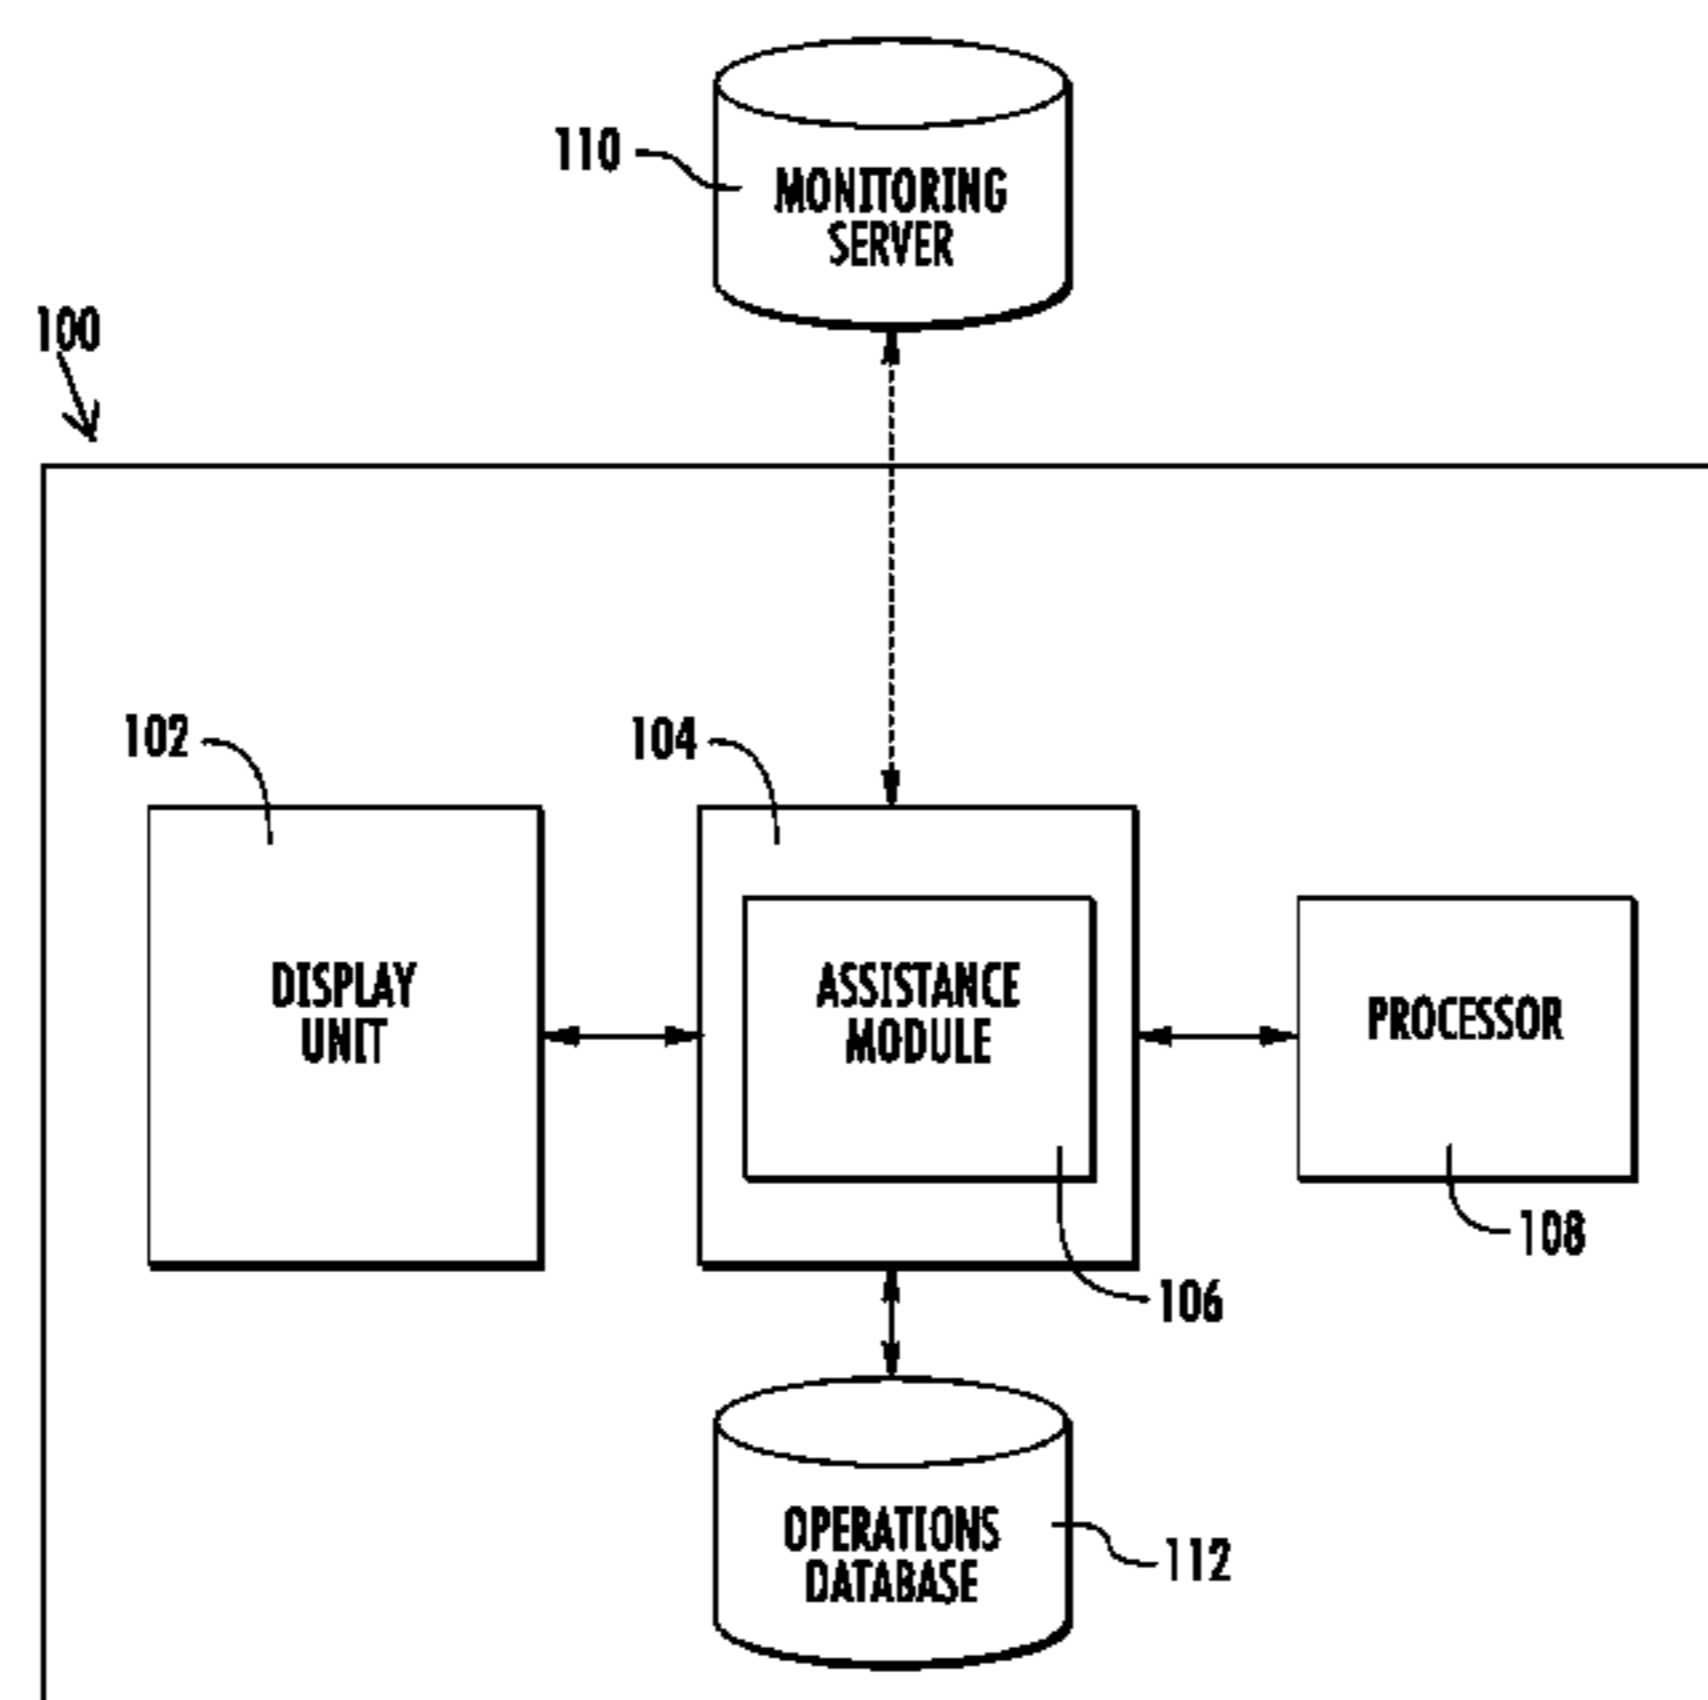 110
MONITORING
SERVER
100
102
104
DISPLAY
UNIT
ASSISTANCE
MODULE
PROCESSOR
108
106
OPERATIONS
DATABASE
112